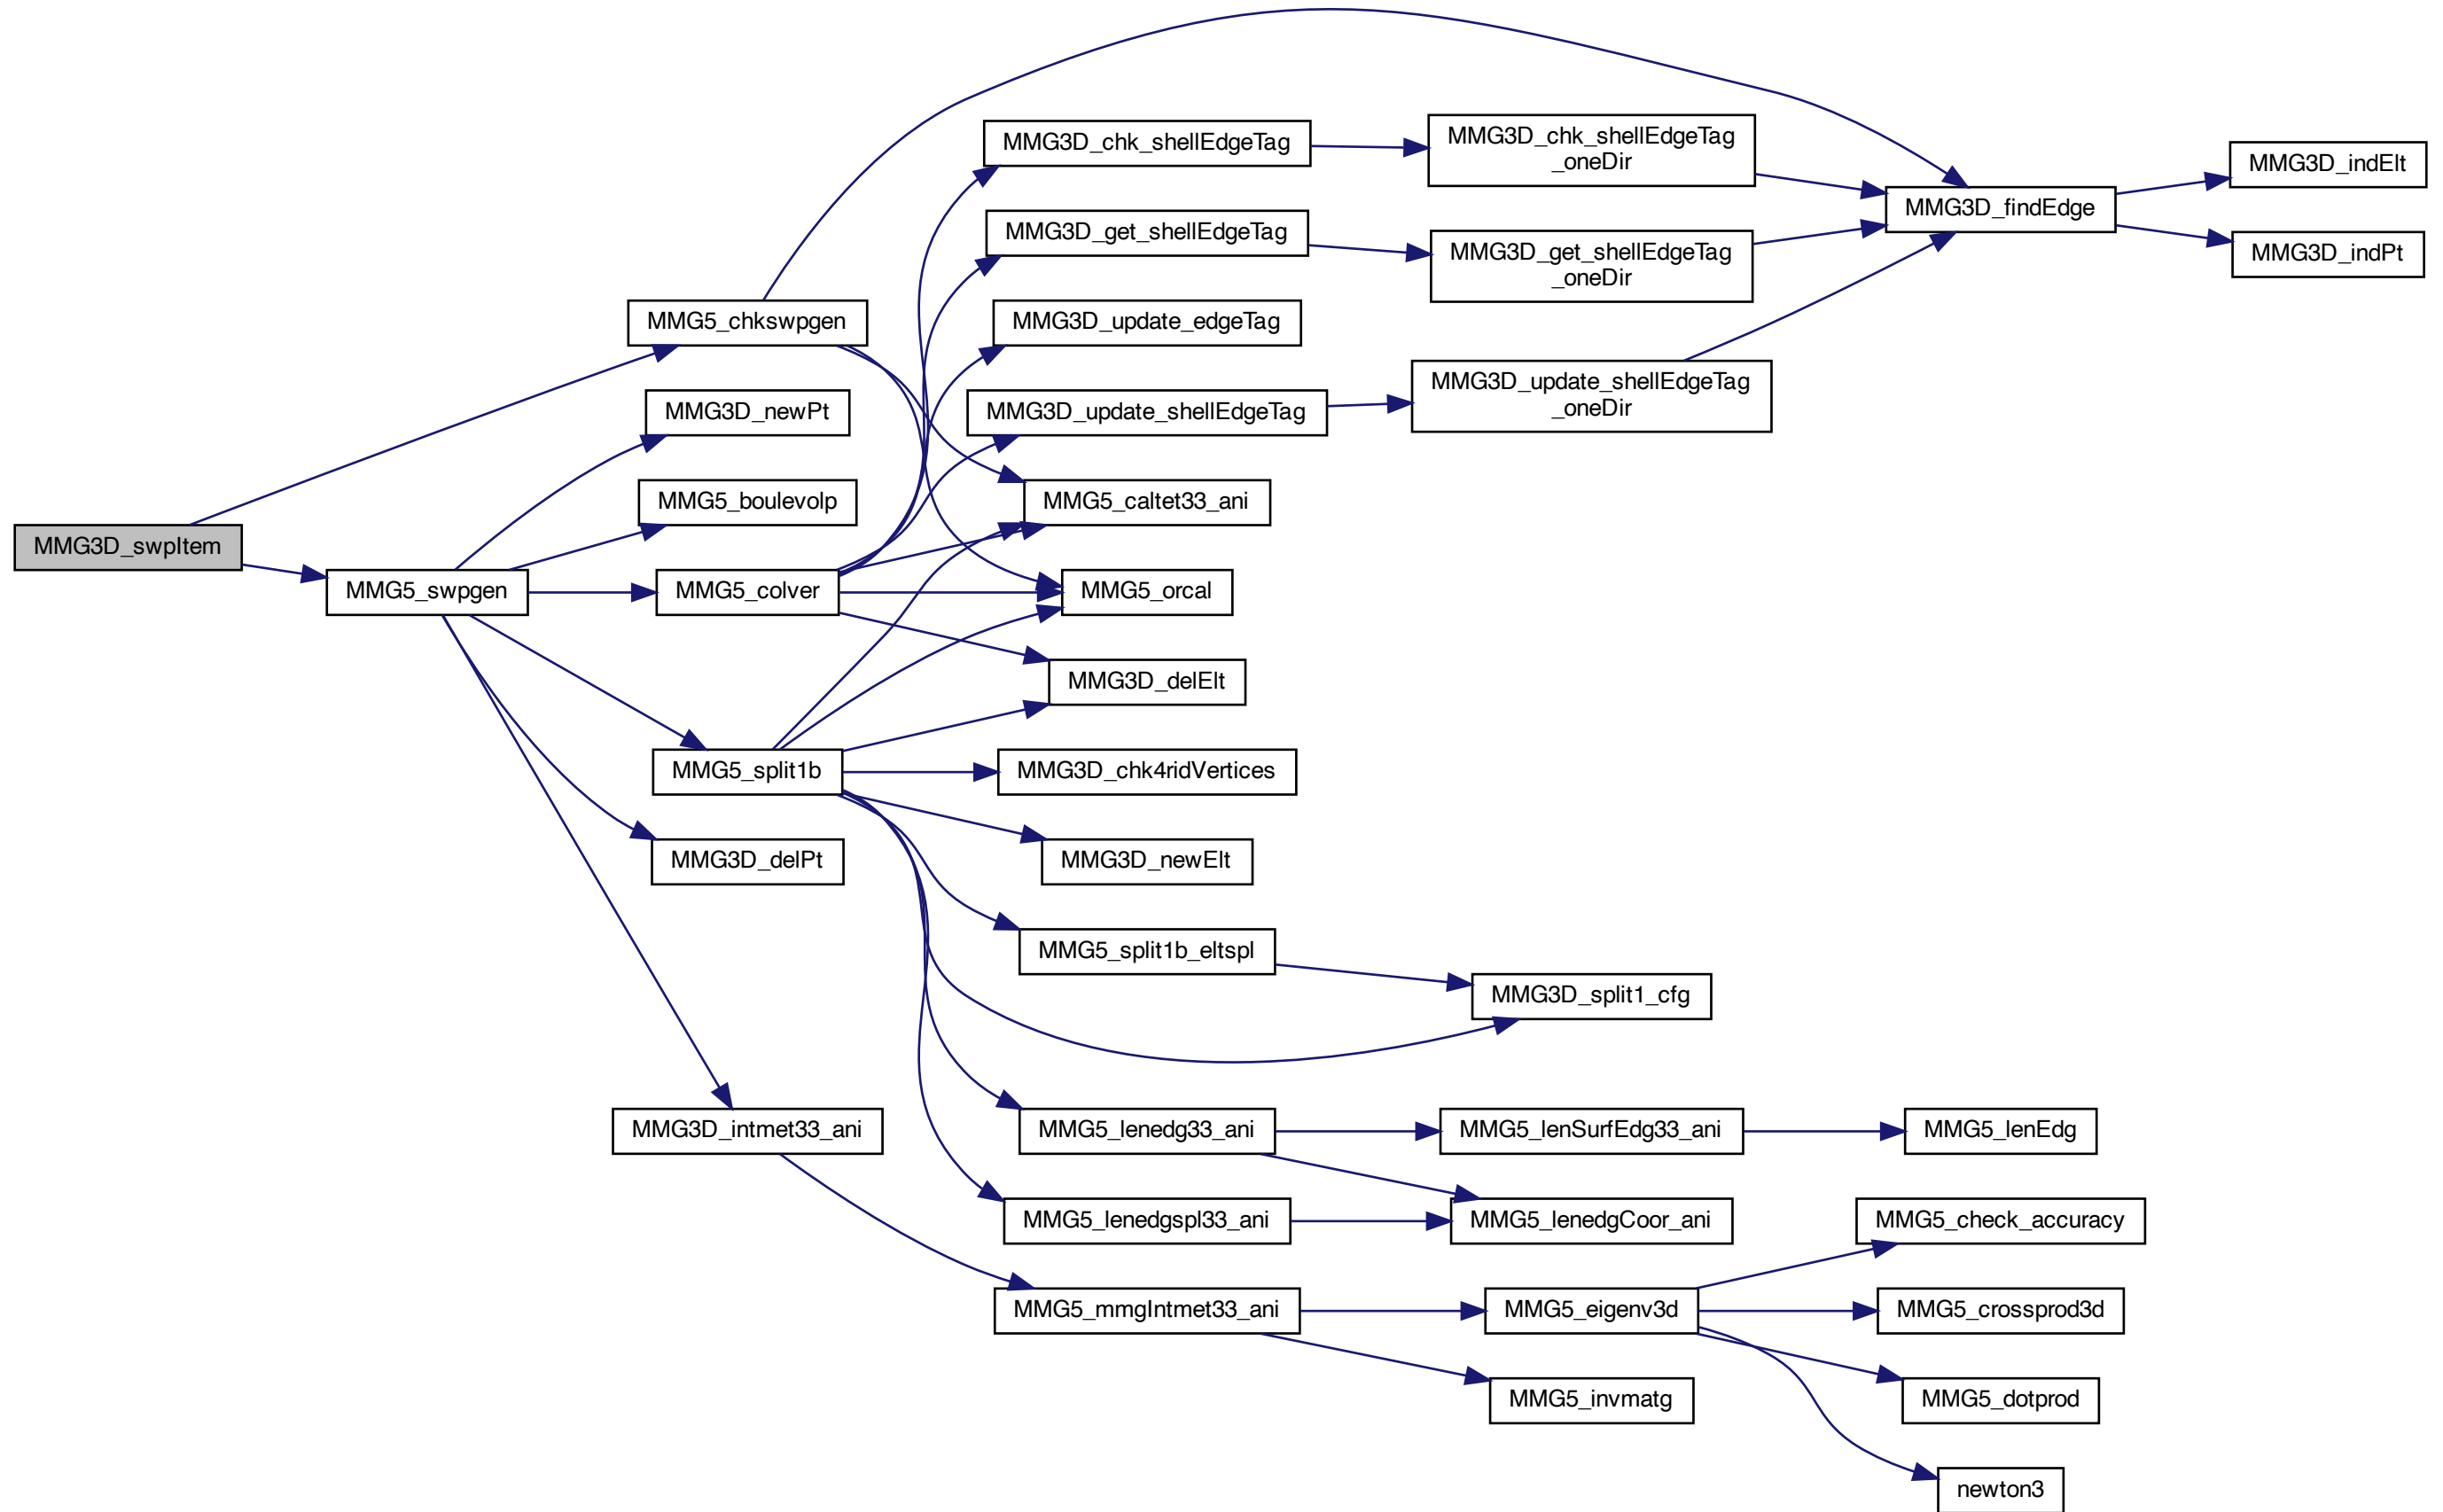 MMG3D_swpItem
MMG5_chkswpgen
MMG3D_newPt
MMG5_boulevolp
MMG5_swpgen
MMG5_colver
MMG5_split1b
MMG3D_delPt
MMG3D_intmet33_ani
MMG3D_chk_shellEdgeTag
MMG3D_get_shellEdgeTag
MMG3D_update_edgeTag
MMG3D_update_shellEdgeTag
MMG5_caltet33_ani
MMG5_orcal
MMG3D_delElt
MMG3D_chk4ridVertices
MMG3D_newElt
MMG5_split1b_eltspl
MMG5_lenedg33_ani
MMG5_lenedgspl33_ani
MMG5_mmgIntmet33_ani
MMG3D_chk_shellEdgeTag
_oneDir
MMG3D_get_shellEdgeTag
_oneDir
MMG3D_update_shellEdgeTag
_oneDir
MMG3D_split1_cfg
MMG5_lenSurfEdg33_ani
MMG5_lenedgCoor_ani
MMG5_eigenv3d
MMG5_invmatg
MMG3D_findEdge
MMG5_lenEdg
MMG5_check_accuracy
MMG5_crossprod3d
MMG5_dotprod
newton3
MMG3D_indElt
MMG3D_indPt